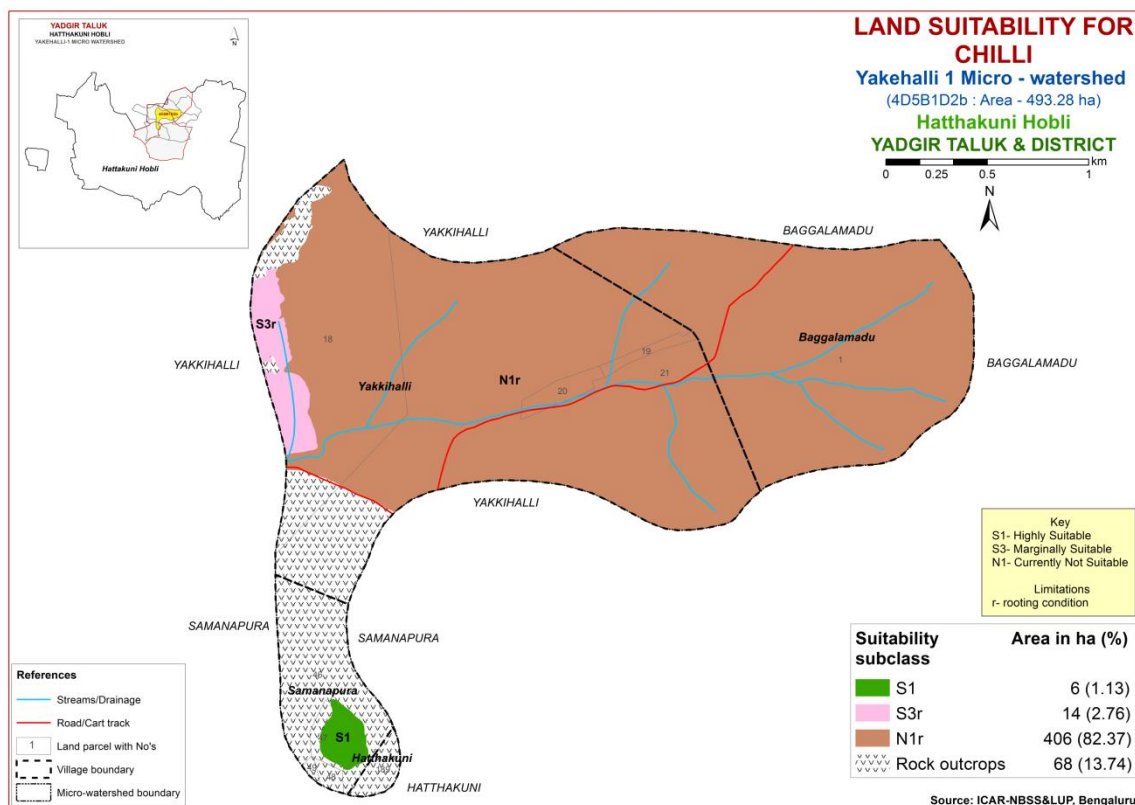 YADGIR TALUK
HATTHAKUNI HOBLI
YAKEHALLI-1 MICRO WATERSHED
N
Hattakuni Hobli
LAND SUITABILITY FOR
CHILLI
Yakehalli 1 Micro - watershed
(4D5B1D2b : Area - 493.28 ha)
Hatthakuni Hobli
YADGIR TALUK & DISTRICT
km
0 0.25 0.5 1
N
YAKKIHALLI
BAGGALAMADU
S3r
18
YAKKIHALLI
Yakkihalli
N1r
19
20
21
Baggalamadu
1
BAGGALAMADU
YAKKIHALLI
SAMANAPURA
SAMANAPURA
46
Samanapura
S1
Hatthakuni
48
HATTHAKUNI
Key
S1- Highly Suitable
S3- Marginally Suitable
N1- Currently Not Suitable
Limitations
r- rooting condition
Suitability subclass Area in ha (%)
S1 6 (1.13)
S3r 14 (2.76)
N1r 406 (82.37)
Rock outcrops 68 (13.74)
References
Streams/Drainage
Road/Cart track
1 Land parcel with No's
Village boundary
Micro-watershed boundary
Source: ICAR-NBSS&LUP, Bengaluru